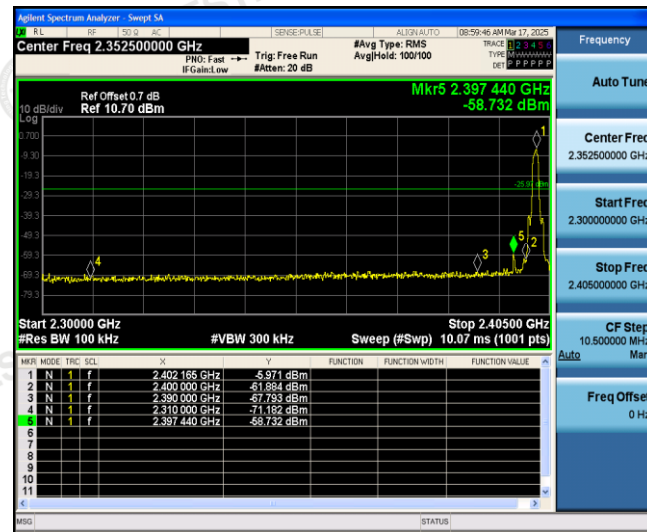 Agilent Spectrum Analyzer - Swept SA
RL RF 50 Ω AC SENSE:PULSE ALIGN AUTO 08:59:46 AM Mar 17, 2025
Center Freq 2.352500000 GHz
PNO: Fast Trig: Free Run
IFGain:Low #Atten: 20 dB
#Avg Type: RMS
Avg|Hold: 100/100
TRACE 1 2 3 4 5 6
TYPE M
DET P P P P P P
Frequency
Auto Tune
Center Freq
2.352500000 GHz
Start Freq
2.300000000 GHz
Stop Freq
2.405000000 GHz
CF Step
10.500000 MHz
Auto Man
Freq Offset
0 Hz
Mkr5 2.397 440 GHz
-58.732 dBm
Ref Offset 0.7 dB
10 dB/div Ref 10.70 dBm
Log
0.700
-9.30
-19.3
-29.3
-39.3
-49.3
-59.3
-69.3
-79.3
1
5
2
3
4
Start 2.30000 GHz Stop 2.40500 GHz
#Res BW 100 kHz #VBW 300 kHz Sweep (#Swp) 10.07 ms (1001 pts)
MKR MODE TRC SCL X Y FUNCTION FUNCTION WIDTH FUNCTION VALUE
1 N 1 f 2.402 165 GHz -5.971 dBm
2 N 1 f 2.400 000 GHz -61.884 dBm
3 N 1 f 2.390 000 GHz -67.793 dBm
4 N 1 f 2.310 000 GHz -71.182 dBm
5 N 1 f 2.397 440 GHz -58.732 dBm
6
7
8
9
10
11
MSG STATUS